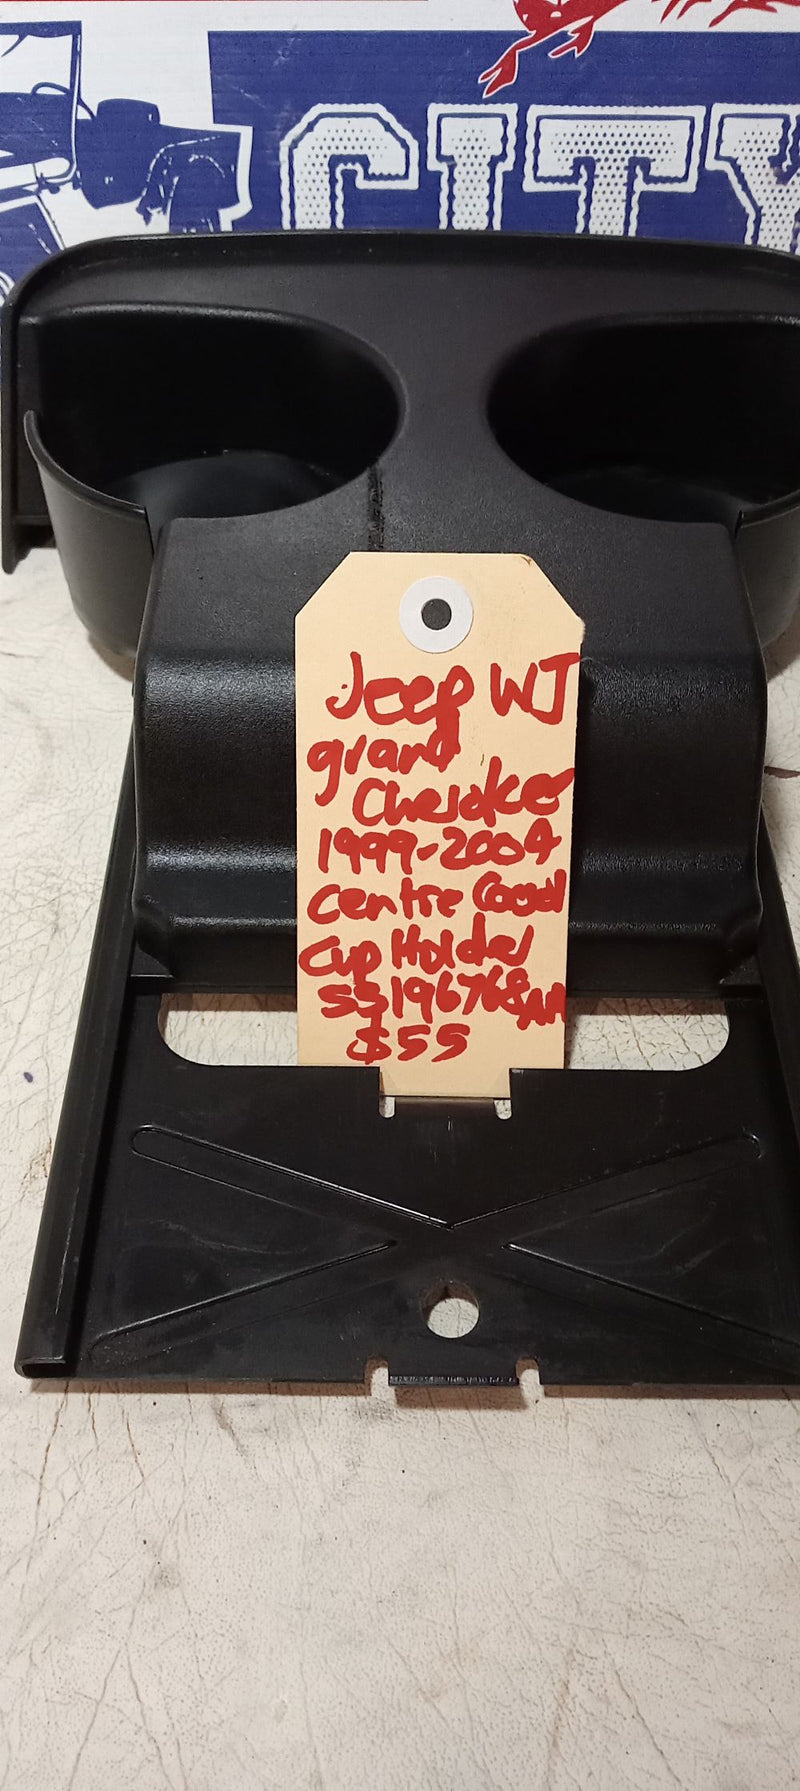 CITY
Jeep WJ
grand
Cherokee
1999-2004
Centre Consol
Cup Holder
55196768AA
$55